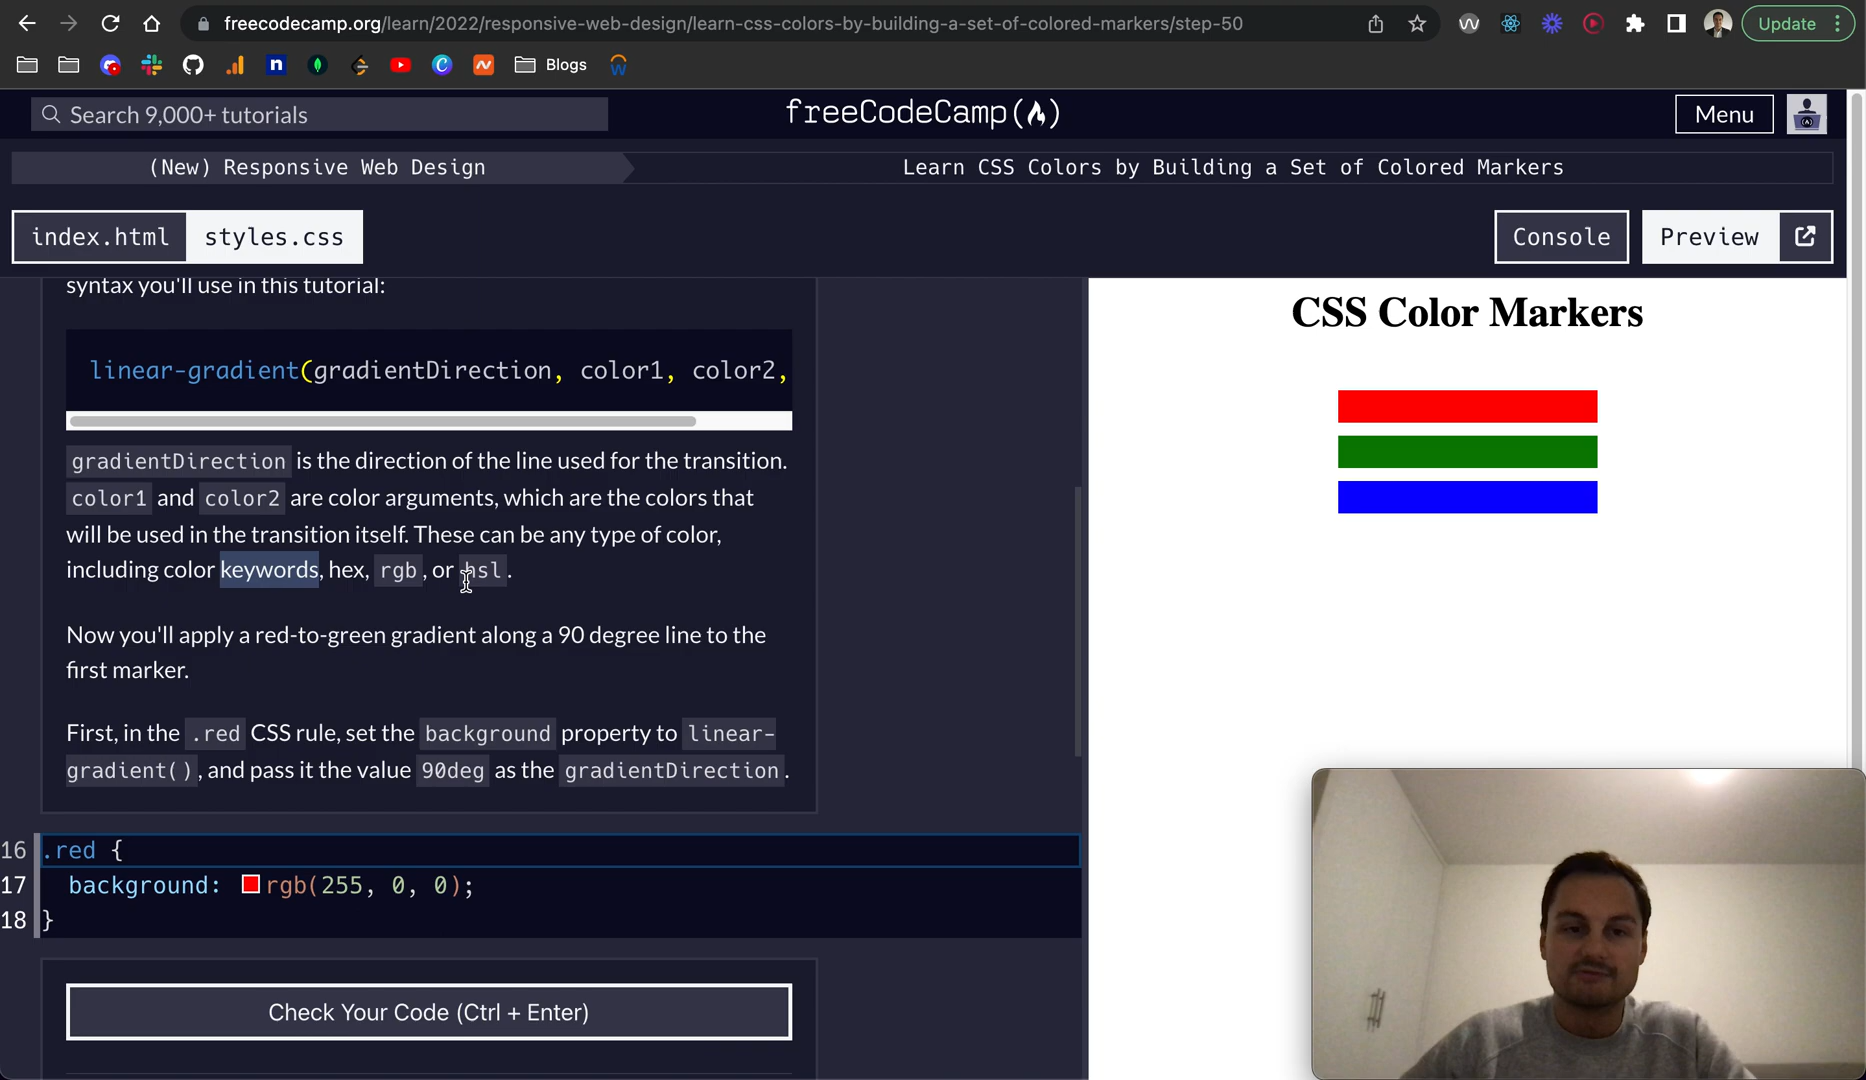 freecodecamp.org/learn/2022/responsive-web-design/learn-css-colors-by-building-a-set-of-colored-markers/step-50
Update
Blogs
Search 9,000+ tutorials
freeCodeCamp
Menu
(New) Responsive Web Design
Learn CSS Colors by Building a Set of Colored Markers
index.html
styles.css
Console
Preview
syntax you'll use in this tutorial:
linear-gradient(gradientDirection, color1, color2,
gradientDirection is the direction of the line used for the transition.
color1 and color2 are color arguments, which are the colors that
will be used in the transition itself. These can be any type of color,
including color keywords, hex, rgb, or hsl.
Now you'll apply a red-to-green gradient along a 90 degree line to the
first marker.
First, in the .red CSS rule, set the background property to linear-
gradient(), and pass it the value 90deg as the gradientDirection.
16 .red {
17 background: rgb(255, 0, 0);
18 }
Check Your Code (Ctrl + Enter)
CSS Color Markers